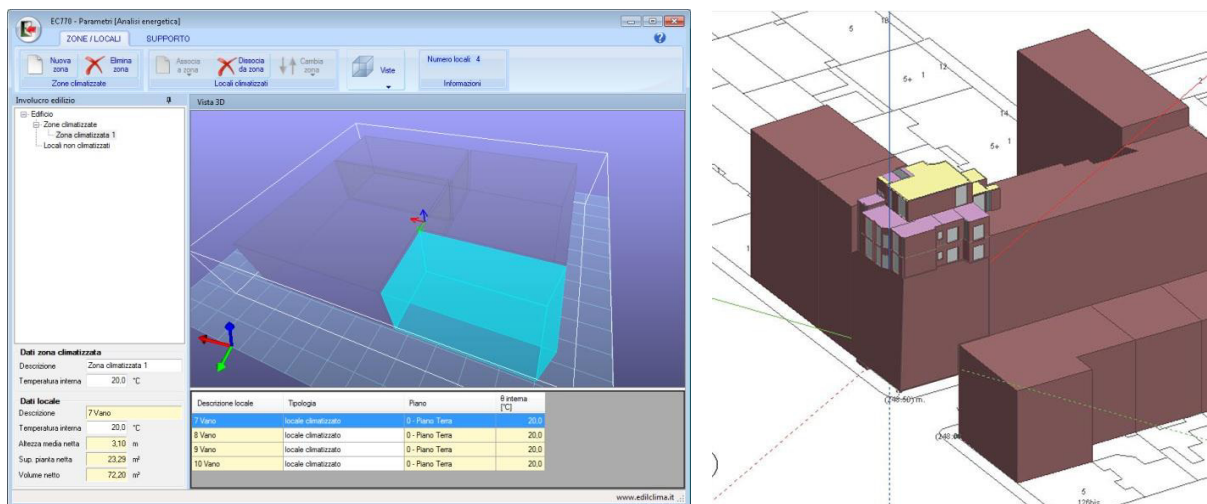 EC770 - Parametri [Analisi energetica]
ZONE / LOCALI
SUPPORTO
Nuova zona
Elimina zona
Zone climatizzate
Associa a zona
Dissocia da zona
Cambia zona
Locali climatizzati
Viste
Numero locali: 4
Informazioni
Involucro edilizio
Edificio
Zone climatizzate
Zona climatizzata 1
Locali non climatizzati
Vista 3D
Dati zona climatizzata
Descrizione Zona climatizzata 1
Temperatura interna 20,0 °C
Dati locale
Descrizione 7 Vano
Temperatura interna 20,0 °C
Altezza media netta 3,10 m
Sup. pianta netta 23,29 m²
Volume netto 72,20 m³
Descrizione locale Tipologia Piano θ interna [°C]
7 Vano locale climatizzato 0 - Piano Terra 20,0
8 Vano locale climatizzato 0 - Piano Terra 20,0
9 Vano locale climatizzato 0 - Piano Terra 20,0
10 Vano locale climatizzato 0 - Piano Terra 20,0
www.edilclima.it
18
5
12
5+ 1
14
5+
1
2
1
(248.50) m.
5
126bis